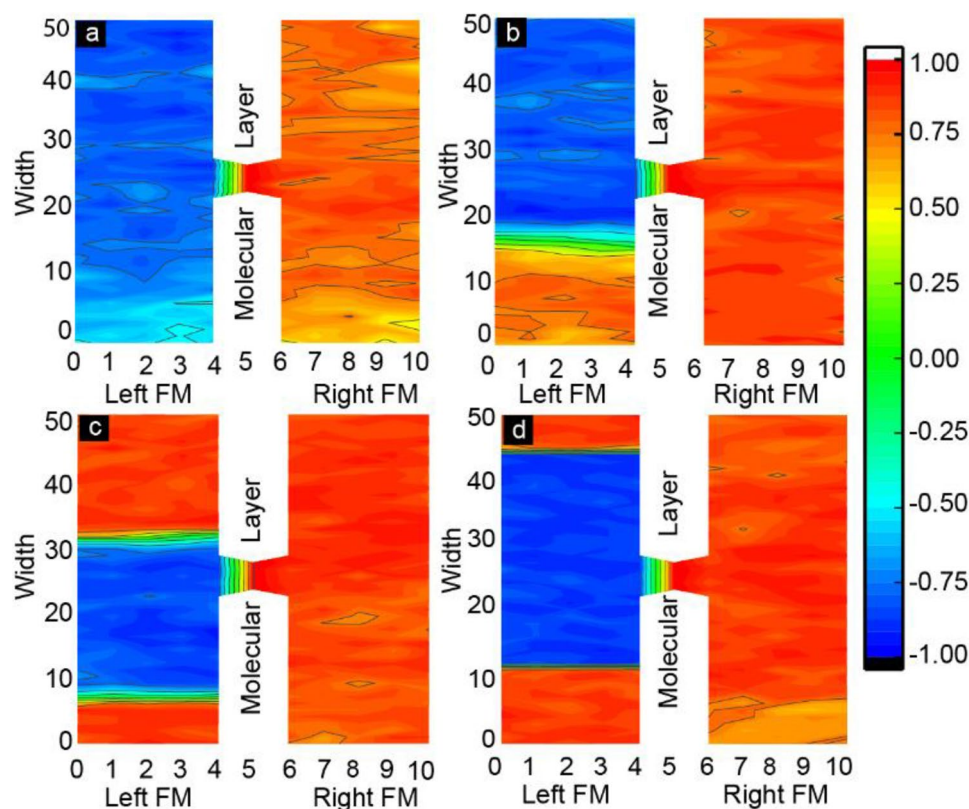 a
50
40
30
20
10
0
Width
0 1 2 3 4 5 6 7 8 9 10
Left FM
Right FM
Molecular Layer
b
50
40
30
20
10
0
Width
0 1 2 3 4 5 6 7 8 9 10
Left FM
Right FM
Molecular Layer
1.00
0.75
0.50
0.25
0.00
-0.25
-0.50
-0.75
-1.00
c
50
40
30
20
10
0
Width
0 1 2 3 4 5 6 7 8 9 10
Left FM
Right FM
Molecular Layer
d
50
40
30
20
10
0
Width
0 1 2 3 4 5 6 7 8 9 10
Left FM
Right FM
Molecular Layer